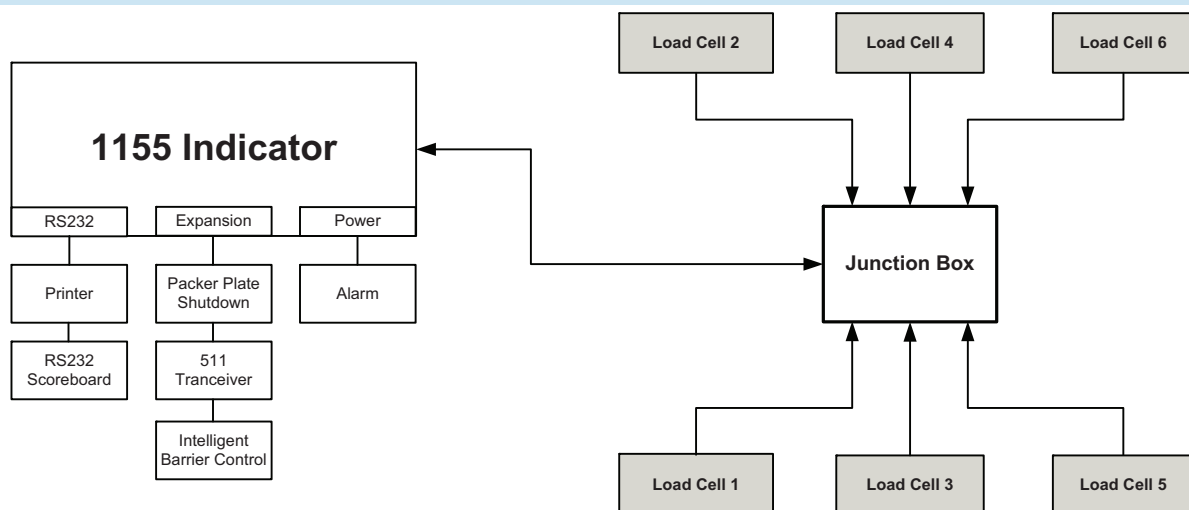 Load Cell 2
Load Cell 4
Load Cell 6
1155 Indicator
RS232
Expansion
Power
Junction Box
Printer
Packer Plate
Shutdown
Alarm
RS232
Scoreboard
511
Tranceiver
Intelligent
Barrier Control
Load Cell 1
Load Cell 3
Load Cell 5